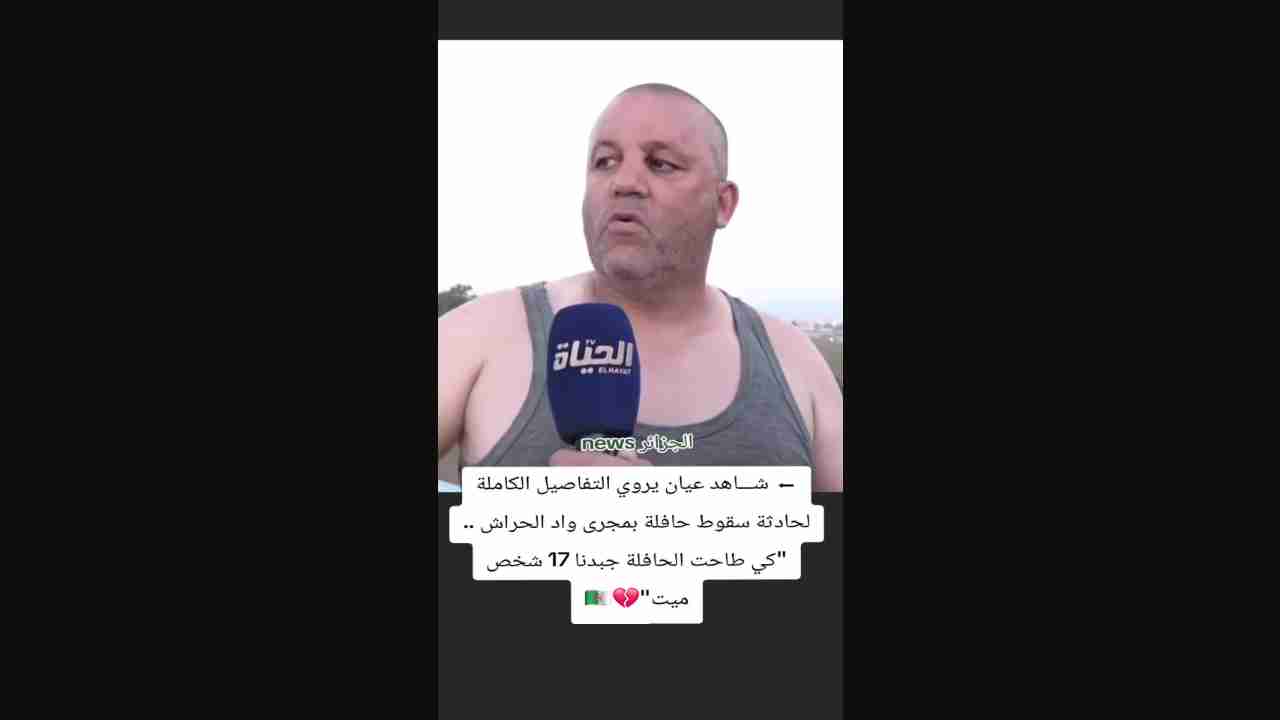 الحياة
TV
ELHAYAT
الجزائر news
← شـــاهد عيان يروي التفاصيل الكاملة
لحادثة سقوط حافلة بمجرى واد الحراش ..
"كي طاحت الحافلة جبدنا 17 شخص
ميت"💔🇩🇿